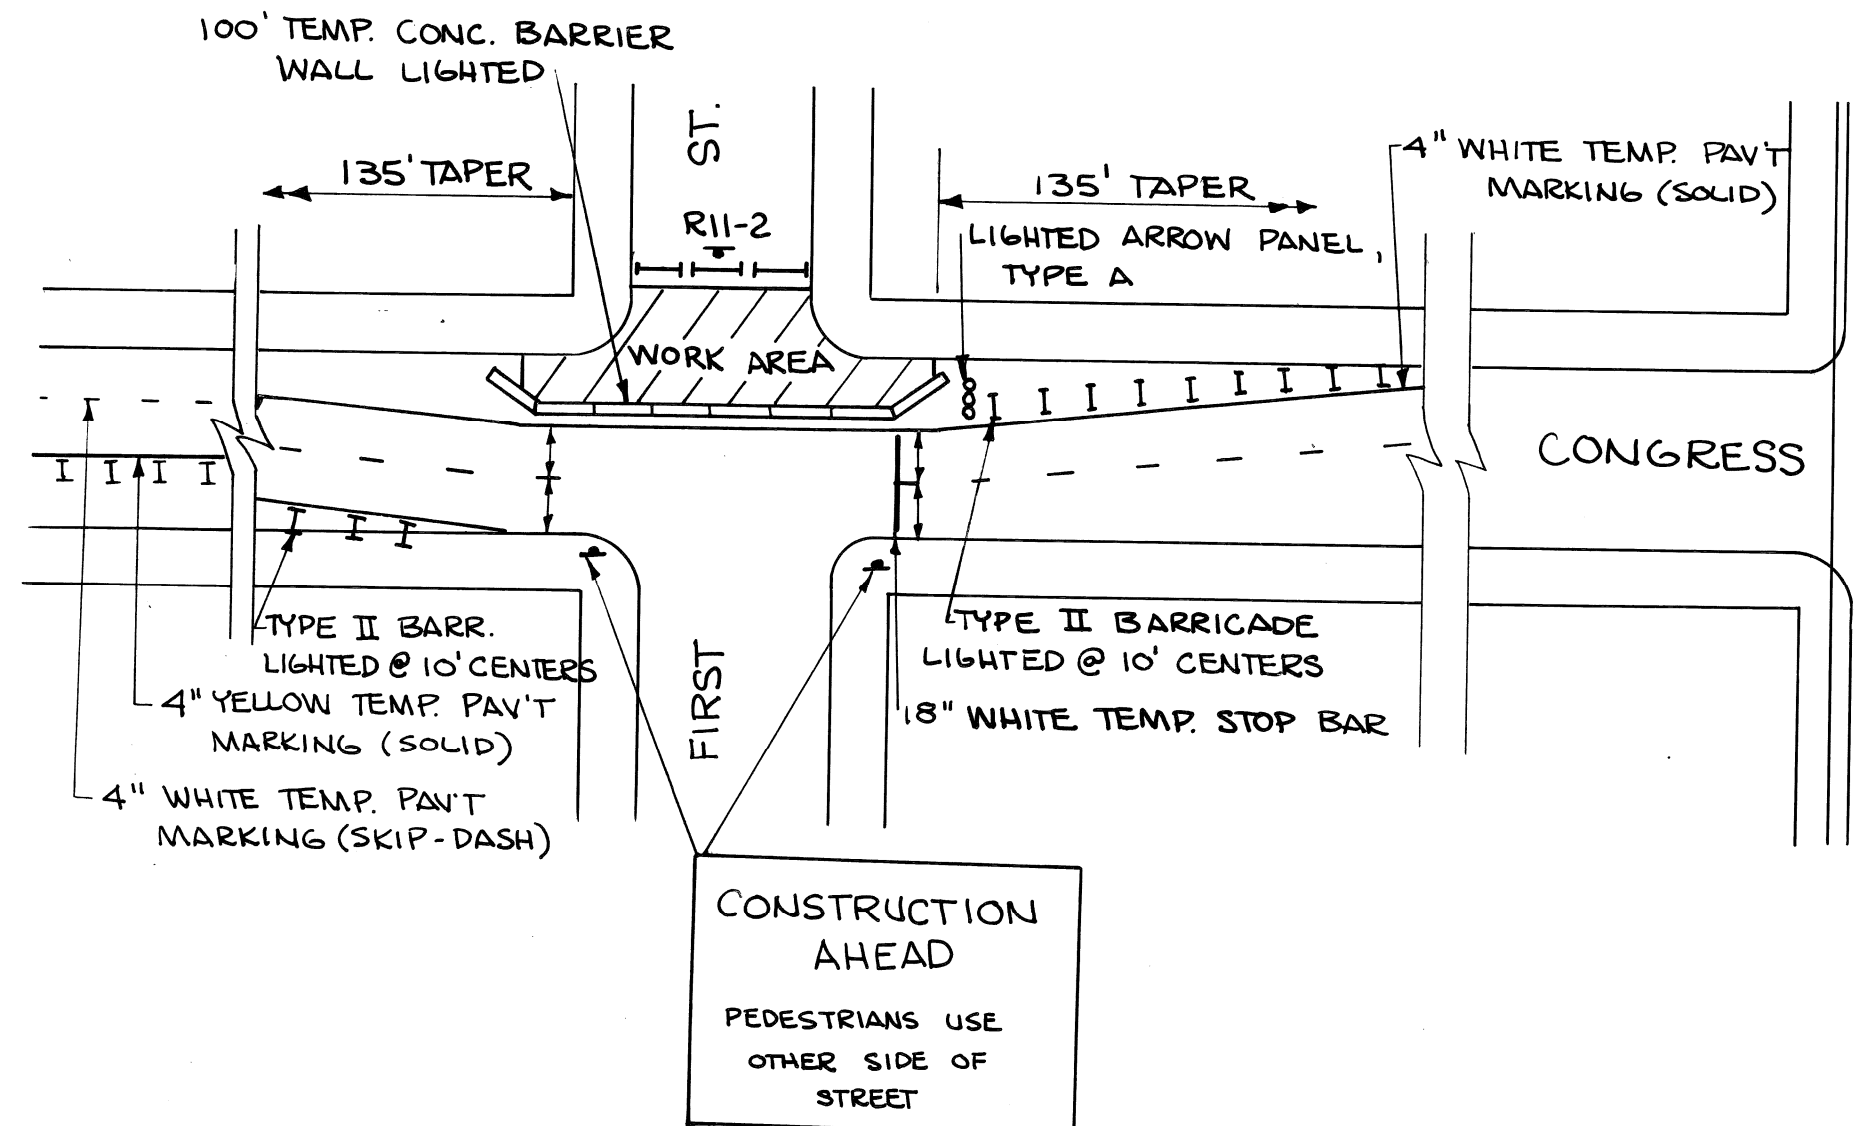 100' TEMP. CONC. BARRIER
WALL LIGHTED
ST.
135' TAPER
R11-2
135' TAPER
LIGHTED ARROW PANEL,
TYPE A
4" WHITE TEMP. PAV'T
MARKING (SOLID)
WORK AREA
CONGRESS
TYPE II BARR.
LIGHTED @ 10' CENTERS
4" YELLOW TEMP. PAV'T
MARKING (SOLID)
4" WHITE TEMP. PAV'T
MARKING (SKIP-DASH)
FIRST
TYPE II BARRICADE
LIGHTED @ 10' CENTERS
18" WHITE TEMP. STOP BAR
CONSTRUCTION
AHEAD
PEDESTRIANS USE
OTHER SIDE OF
STREET